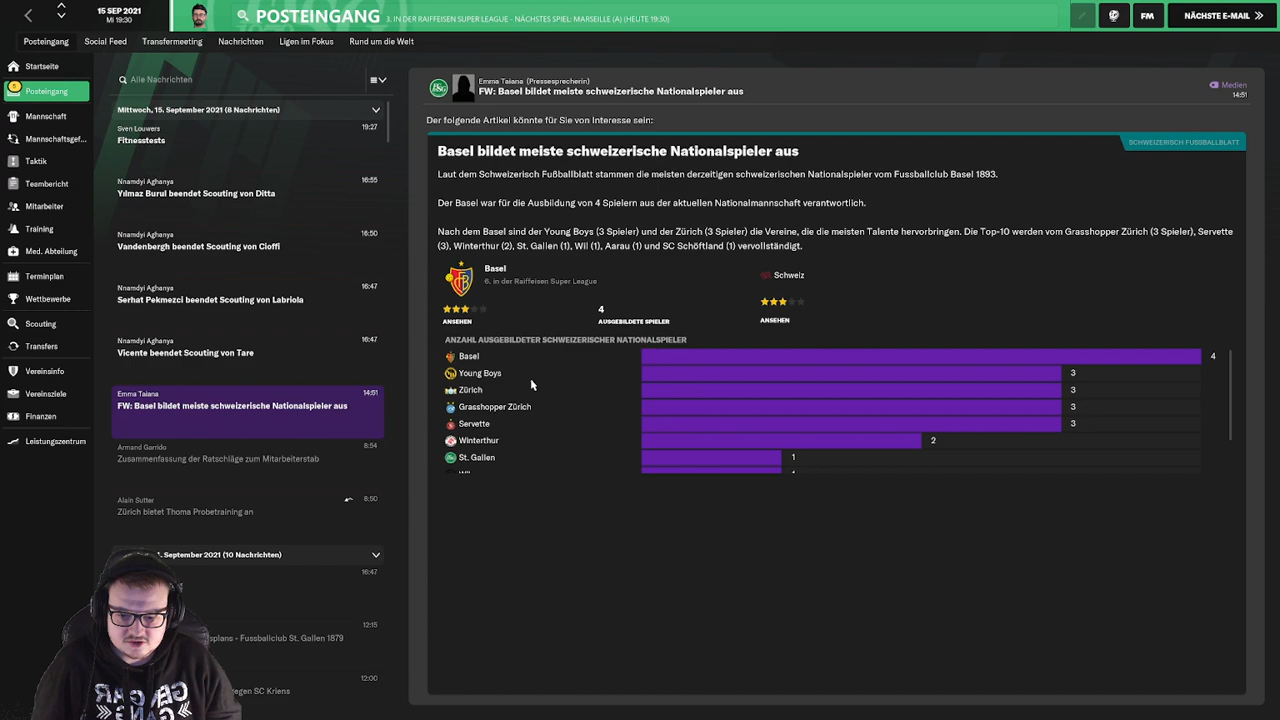 15 SEP 2021
MI 19:30
POSTEINGANG
3. IN DER RAIFFEISEN SUPER LEAGUE - NÄCHSTES SPIEL: MARSEILLE (A) (HEUTE 19:30)
FM
NÄCHSTE E-MAIL
Posteingang
Social Feed
Transfermeeting
Nachrichten
Ligen im Fokus
Rund um die Welt
Startseite
Posteingang
Mannschaft
Mannschaftsgef...
Taktik
Teambericht
Mitarbeiter
Training
Med. Abteilung
Terminplan
Wettbewerbe
Scouting
Transfers
Vereinsinfo
Vereinsziele
Finanzen
Leistungszentrum
Alle Nachrichten
Mittwoch, 15. September 2021 (8 Nachrichten)
Sven Louwers 19:27
Fitnesstests
Nnamdyi Aghanya 16:55
Yılmaz Burul beendet Scouting von Ditta
Nnamdyi Aghanya 16:50
Vandenbergh beendet Scouting von Cioffi
Nnamdyi Aghanya 16:47
Serhat Pekmezci beendet Scouting von Labriola
Nnamdyi Aghanya 16:47
Vicente beendet Scouting von Tare
Emma Taiana 14:51
FW: Basel bildet meiste schweizerische Nationalspieler aus
Armand Garrido 8:54
Zusammenfassung der Ratschläge zum Mitarbeiterstab
Alain Sutter 8:50
Zürich bietet Thoma Probetraining an
. September 2021 (10 Nachrichten)
16:47
12:15
splans - Fussballclub St. Gallen 1879
12:00
gegen SC Kriens
Emma Taiana (Pressesprecherin)
FW: Basel bildet meiste schweizerische Nationalspieler aus
Medien
14:51
Der folgende Artikel könnte für Sie von Interesse sein:
SCHWEIZERISCH FUSSBALLBLATT
Basel bildet meiste schweizerische Nationalspieler aus
Laut dem Schweizerisch Fußballblatt stammen die meisten derzeitigen schweizerischen Nationalspieler vom Fussballclub Basel 1893.
Der Basel war für die Ausbildung von 4 Spielern aus der aktuellen Nationalmannschaft verantwortlich.
Nach dem Basel sind der Young Boys (3 Spieler) und der Zürich (3 Spieler) die Vereine, die die meisten Talente hervorbringen. Die Top-10 werden vom Grasshopper Zürich (3 Spieler), Servette
(3), Winterthur (2), St. Gallen (1), Wil (1), Aarau (1) und SC Schöftland (1) vervollständigt.
Basel
6. in der Raiffeisen Super League
Schweiz
ANSEHEN
4
AUSGEBILDETE SPIELER
ANSEHEN
ANZAHL AUSGEBILDETER SCHWEIZERISCHER NATIONALSPIELER
Basel 4
Young Boys 3
Zürich 3
Grasshopper Zürich 3
Servette 3
Winterthur 2
St. Gallen 1